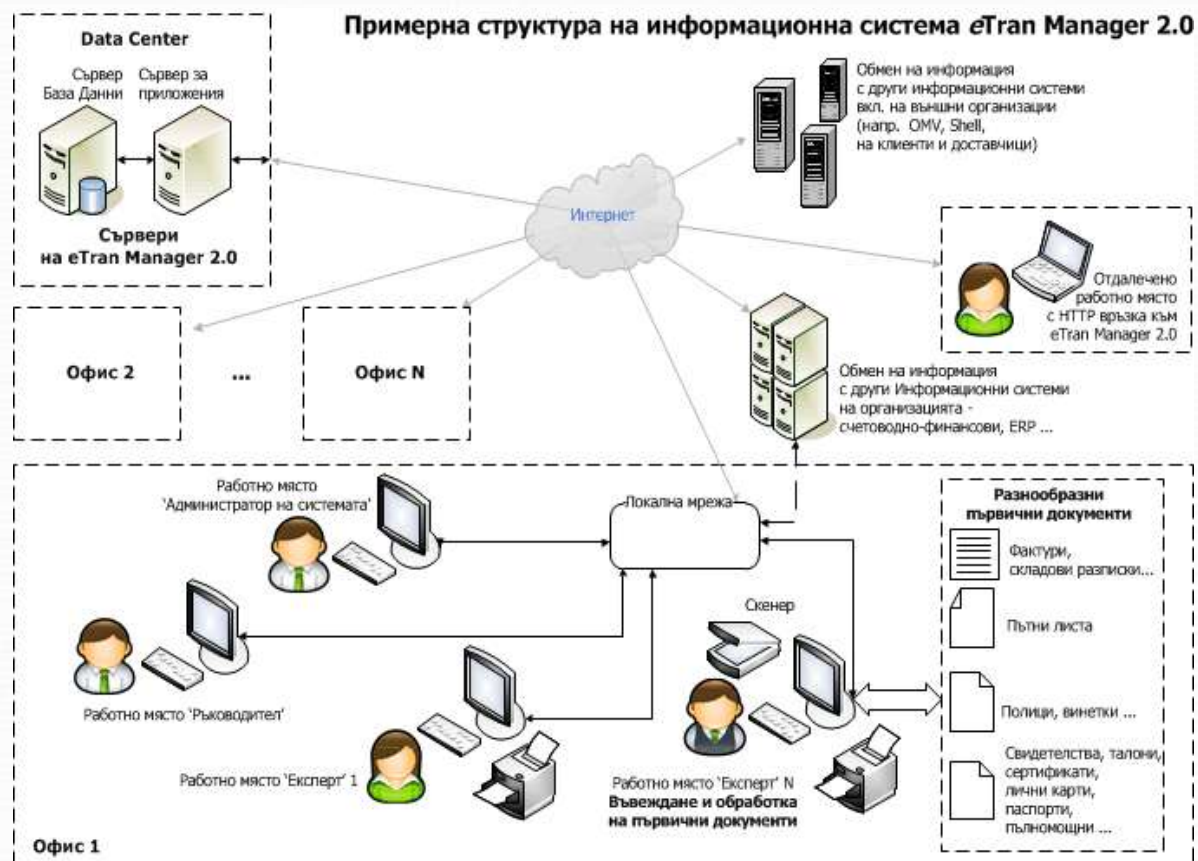 Примерна структура на информационна система eTran Manager 2.0
Data Center
Сървер
База Данни
Сървер за
приложения
Сървери
на eTran Manager 2.0
Обмен на информация
с други информационни системи
вкл. на външни организации
(напр. OMV, Shell,
на клиенти и доставчици)
Интернет
Отдалечено
работно място
с HTTP връзка към
eTran Manager 2.0
Офис 2
...
Офис N
Обмен на информация
с други Информационни системи
на организацията -
счетоводно-финансови, ERP ...
Работно място
'Администратор на системата'
Локална мрежа
Разнообразни
първични документи
Фактури,
складови разписки...
Пътни листа
Полици, винетки ...
Свидетелства, талони,
сертификати,
лични карти,
паспорти,
пълномощни ...
Скенер
Работно място 'Ръководител'
Работно място 'Експерт' 1
Работно място 'Експерт' N
Въвеждане и обработка
на първични документи
Офис 1